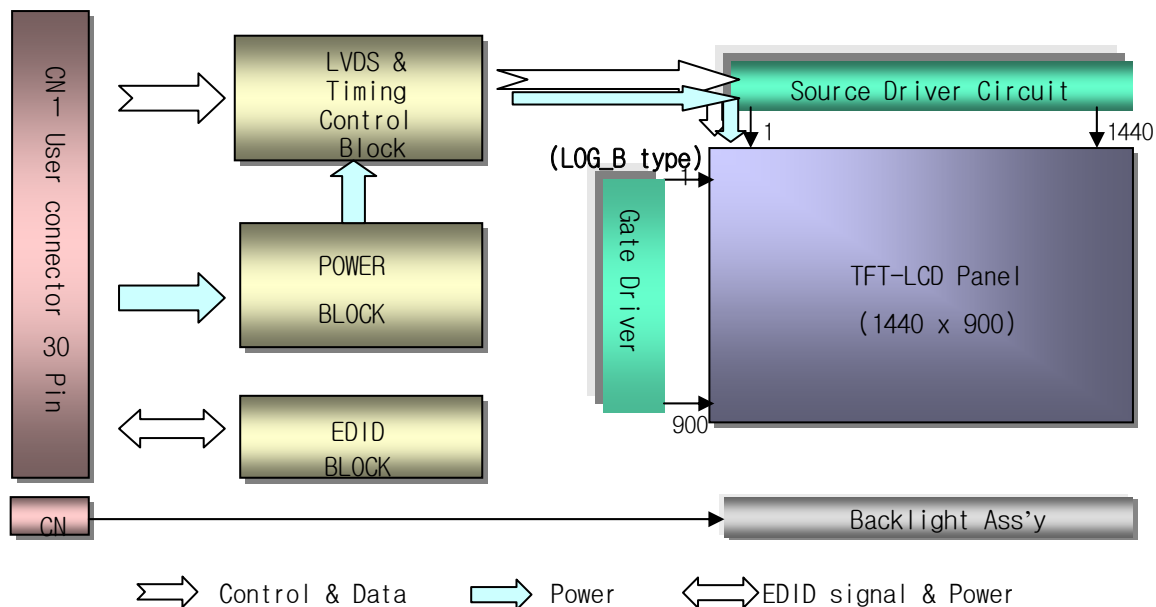 CN-1 User connector 30 Pin
LVDS &
Timing
Control
Block
Source Driver Circuit
1
1440
(LOG_B type)
1
Gate Driver
POWER
BLOCK
TFT-LCD Panel
(1440 x 900)
900
EDID
BLOCK
CN
Backlight Ass'y
Control & Data
Power
EDID signal & Power